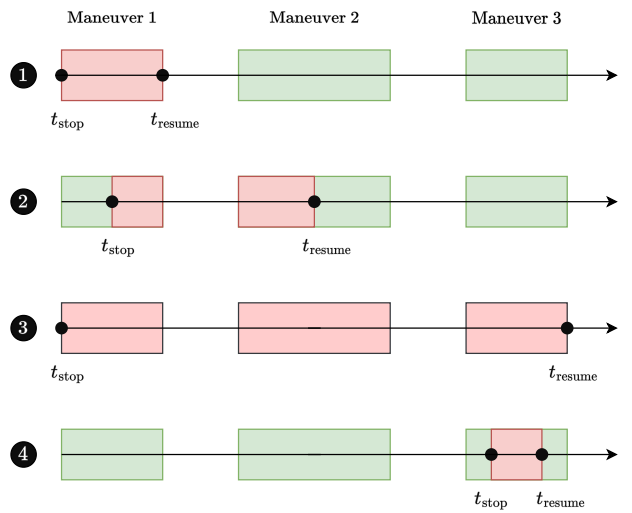 Maneuver 1 Maneuver 2 Maneuver 3
1
t_stop t_resume
2
t_stop t_resume
3
t_stop t_resume
4
t_stop t_resume